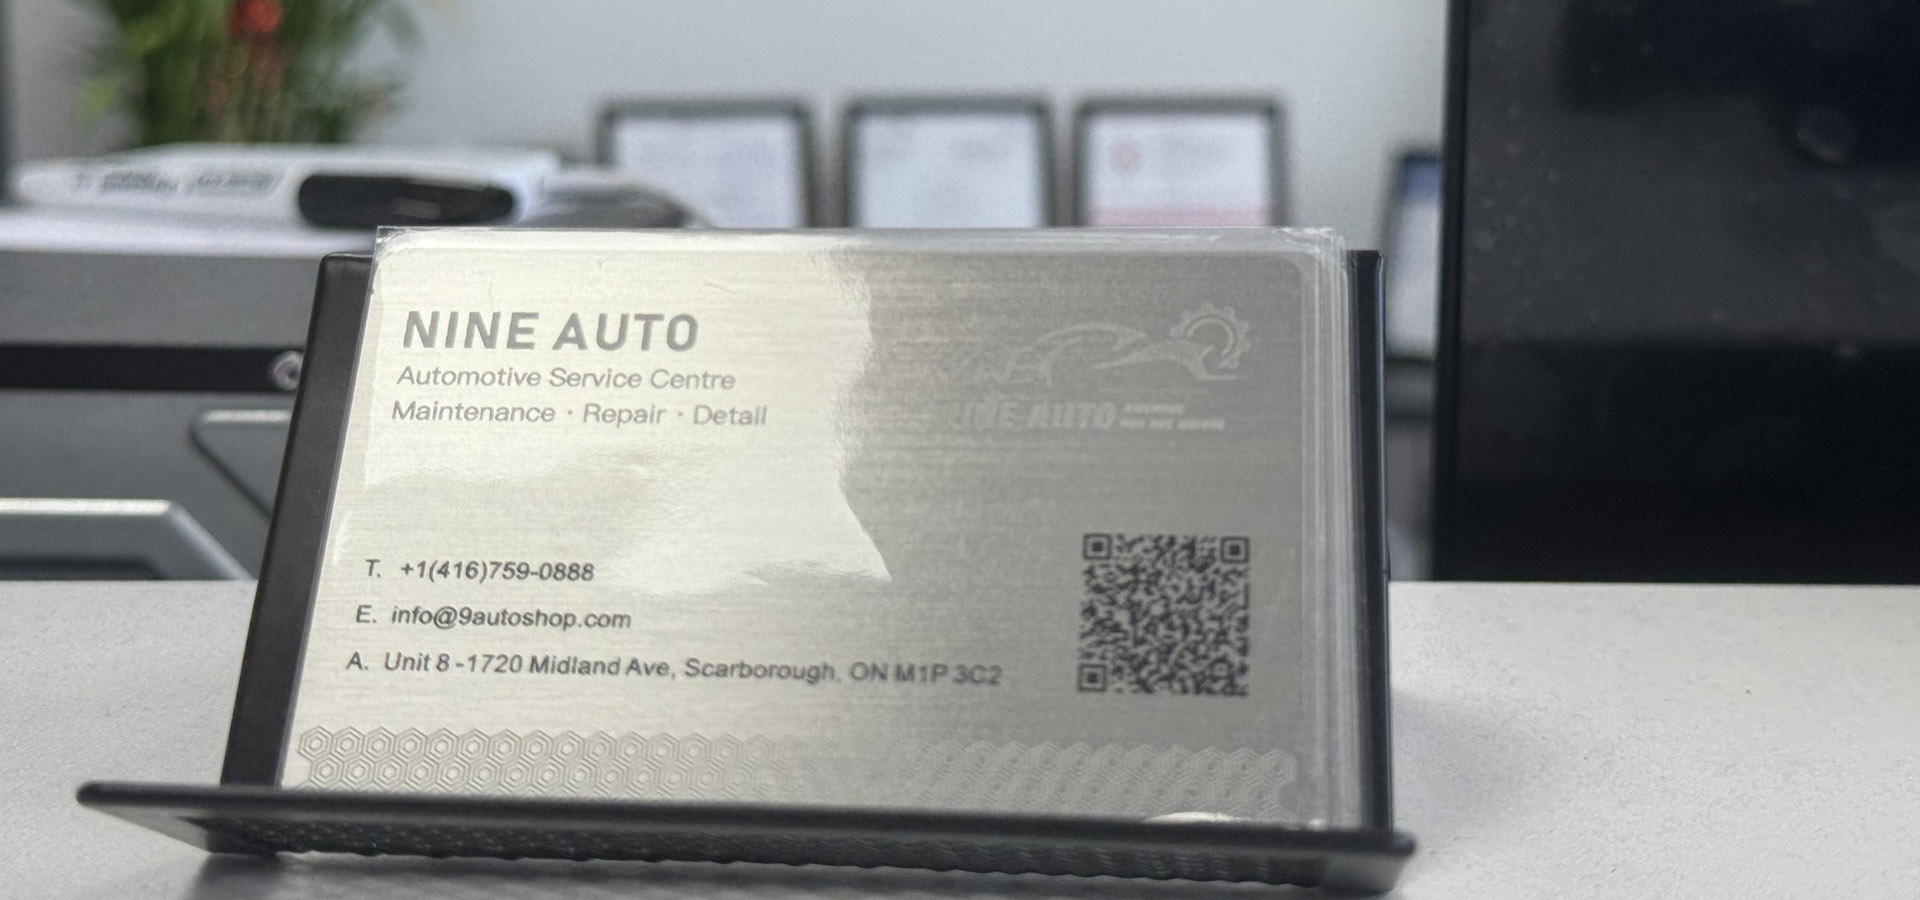 NINE AUTO
Automotive Service Centre
Maintenance · Repair · Detail
AUTO
T. +1(416)759-0888
E. info@9autoshop.com
A. Unit 8 -1720 Midland Ave, Scarborough, ON M1P 3C2